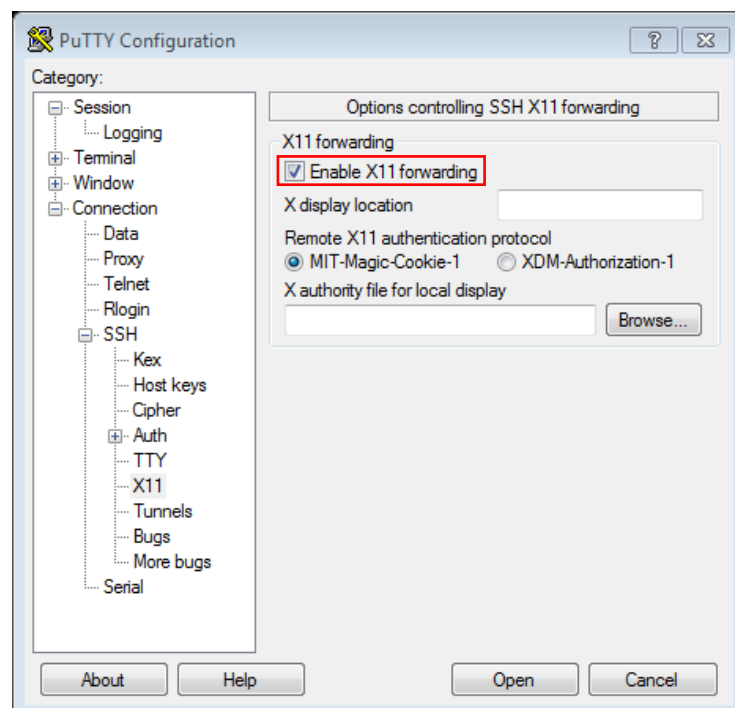 PuTTY Configuration
Category:
Session
Logging
Terminal
Window
Connection
Data
Proxy
Telnet
Rlogin
SSH
Kex
Host keys
Cipher
Auth
TTY
X11
Tunnels
Bugs
More bugs
Serial
Options controlling SSH X11 forwarding
X11 forwarding
Enable X11 forwarding
X display location
Remote X11 authentication protocol
MIT-Magic-Cookie-1 XDM-Authorization-1
X authority file for local display
Browse...
About Help Open Cancel